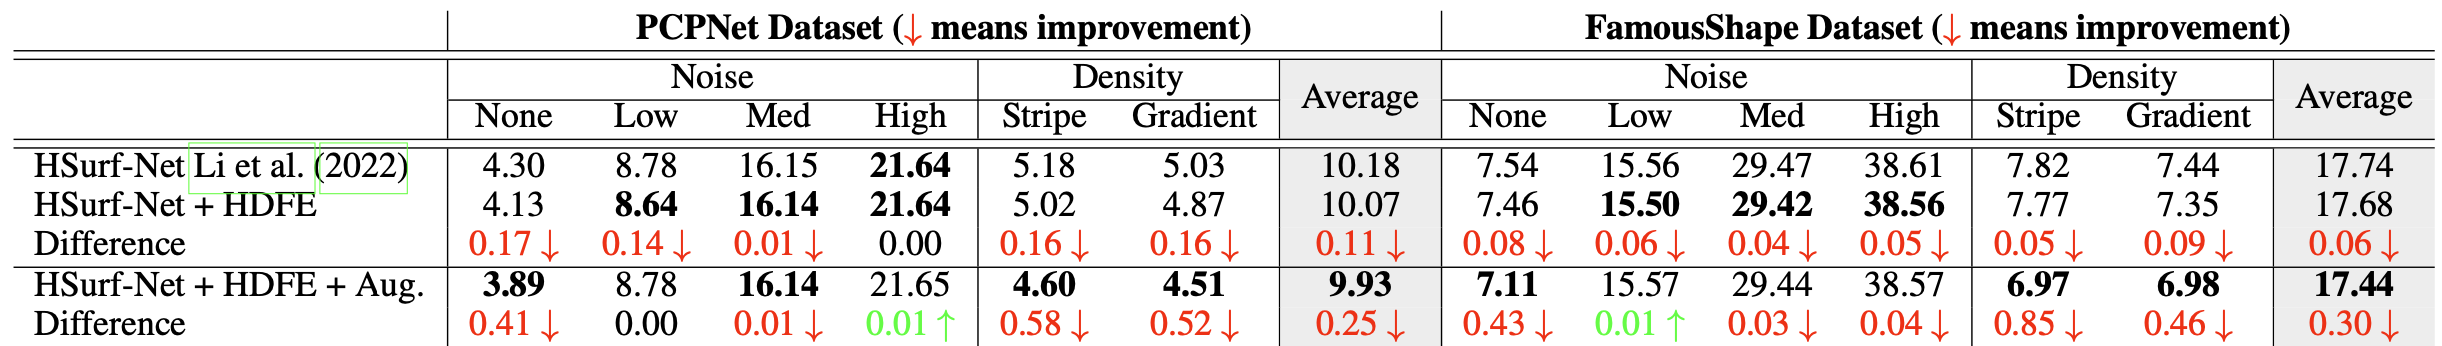 PCPNet Dataset (↓ means improvement) FamousShape Dataset (↓ means improvement)
Noise Density Average Noise Density Average
None Low Med High Stripe Gradient None Low Med High Stripe Gradient
HSurf-Net Li et al. (2022) 4.30 8.78 16.15 21.64 5.18 5.03 10.18 7.54 15.56 29.47 38.61 7.82 7.44 17.74
HSurf-Net + HDFE 4.13 8.64 16.14 21.64 5.02 4.87 10.07 7.46 15.50 29.42 38.56 7.77 7.35 17.68
Difference 0.17 ↓ 0.14 ↓ 0.01 ↓ 0.00 0.16 ↓ 0.16 ↓ 0.11 ↓ 0.08 ↓ 0.06 ↓ 0.04 ↓ 0.05 ↓ 0.05 ↓ 0.09 ↓ 0.06 ↓
HSurf-Net + HDFE + Aug. 3.89 8.78 16.14 21.65 4.60 4.51 9.93 7.11 15.57 29.44 38.57 6.97 6.98 17.44
Difference 0.41 ↓ 0.00 0.01 ↓ 0.01 ↑ 0.58 ↓ 0.52 ↓ 0.25 ↓ 0.43 ↓ 0.01 ↑ 0.03 ↓ 0.04 ↓ 0.85 ↓ 0.46 ↓ 0.30 ↓